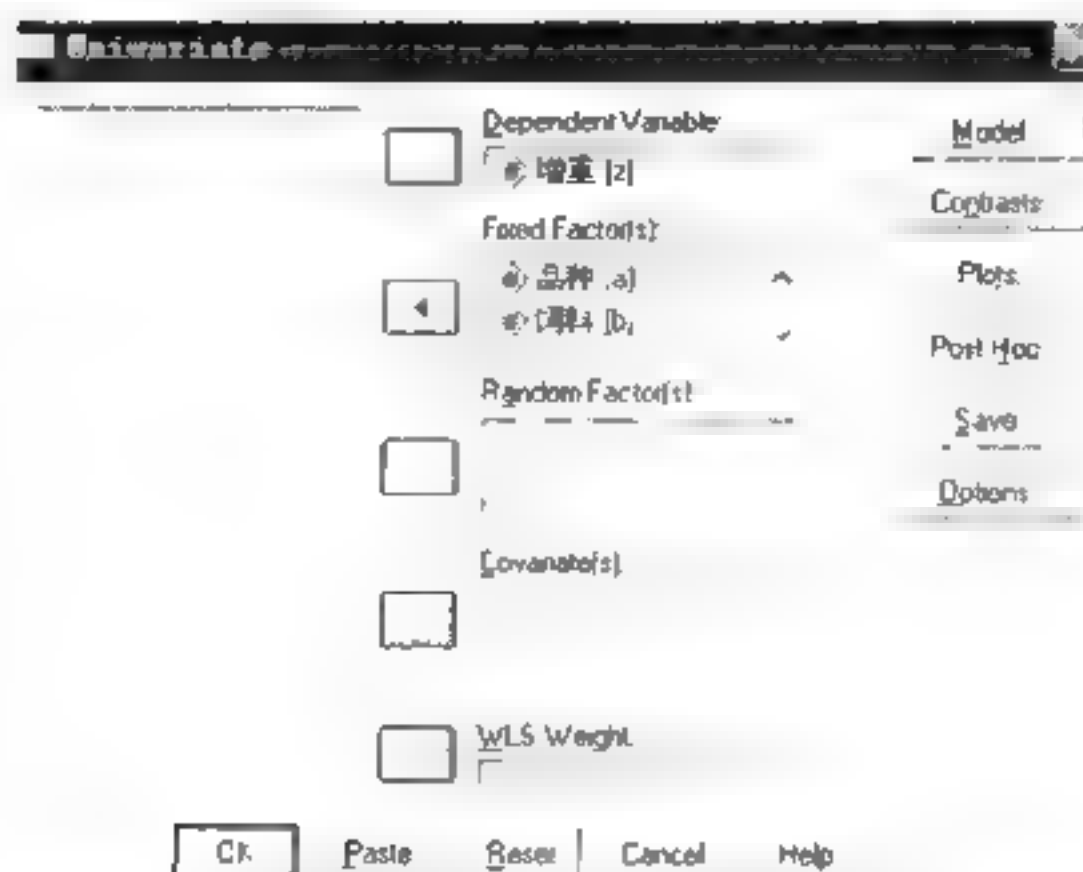 Univariate
Dependent Variable
增重 [z]
Fixed Factor(s):
品种 [a]
[b]
Random Factor(s):
Covariate(s)
WLS Weight
Model
Contrasts
Plots
Post Hoc
Save
Options
OK
Paste
Reset
Cancel
Help